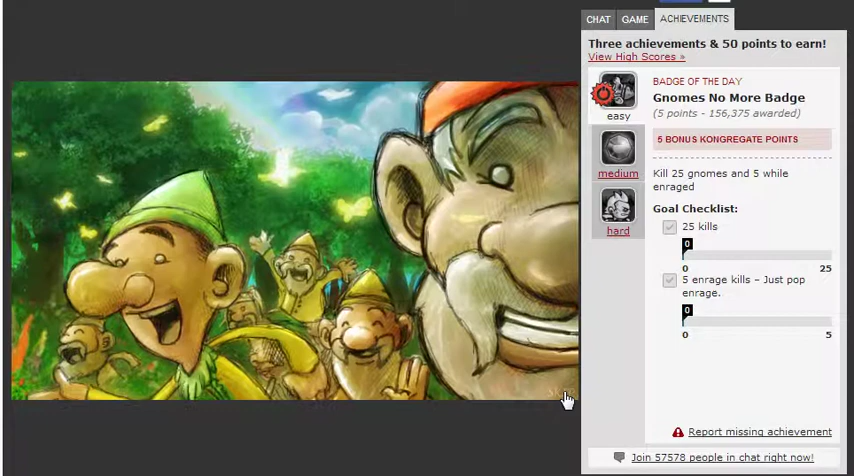 CHAT GAME ACHIEVEMENTS
Three achievements & 50 points to earn!
View High Scores »
BADGE OF THE DAY
Gnomes No More Badge
(5 points - 156,375 awarded)
easy
5 BONUS KONGREGATE POINTS
medium
Kill 25 gnomes and 5 while
enraged
Goal Checklist:
hard
25 kills
0
0 25
5 enrage kills – Just pop
enrage.
0
0 5
Report missing achievement
Join 57578 people in chat right now!